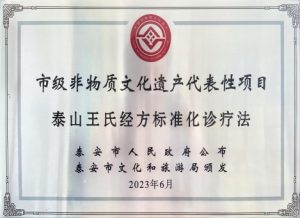 市级非物质文化遗产代表性项目
泰山王氏经方标准化诊疗法
泰安市人民政府公布
泰安市文化和旅游局颁发
2023年6月